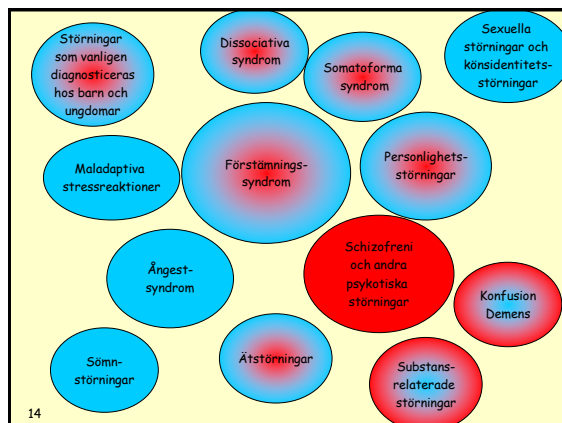 Störningar
som vanligen
diagnosticeras
hos barn och
ungdomar
Dissociativa
syndrom
Somatoforma
syndrom
Sexuella
störningar och
könsidentitets-
störningar
Maladaptiva
stressreaktioner
Förstämnings-
syndrom
Personlighets-
störningar
Ångest-
syndrom
Schizofreni
och andra
psykotiska
störningar
Konfusion
Demens
Sömn-
störningar
Ätstörningar
Substans-
relaterade
störningar
14